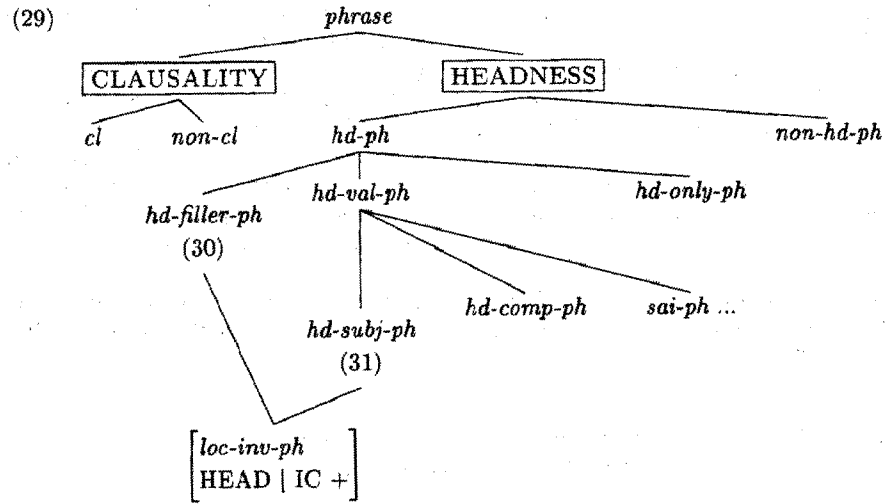 (29)
phrase
CLAUSALITY HEADNESS
cl non-cl hd-ph non-hd-ph
hd-filler-ph hd-val-ph hd-only-ph
(30)
hd-subj-ph hd-comp-ph sai-ph ...
(31)
loc-inv-ph
HEAD | IC +